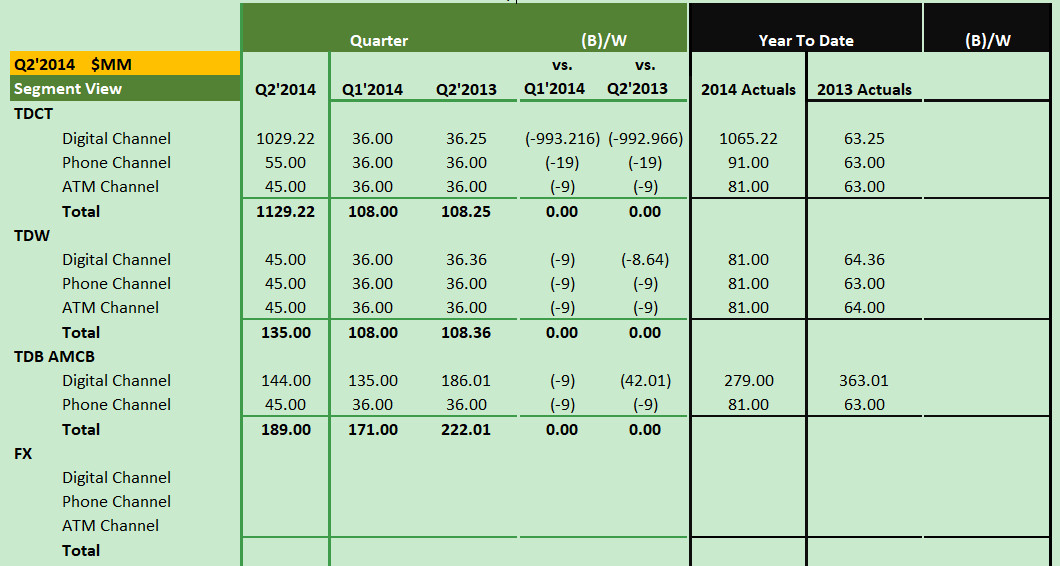 Quarter (B)/W Year To Date (B)/W
Q2'2014 $MM vs. vs.
Segment View Q2'2014 Q1'2014 Q2'2013 Q1'2014 Q2'2013 2014 Actuals 2013 Actuals
TDCT
Digital Channel 1029.22 36.00 36.25 (-993.216) (-992.966) 1065.22 63.25
Phone Channel 55.00 36.00 36.00 (-19) (-19) 91.00 63.00
ATM Channel 45.00 36.00 36.00 (-9) (-9) 81.00 63.00
Total 1129.22 108.00 108.25 0.00 0.00
TDW
Digital Channel 45.00 36.00 36.36 (-9) (-8.64) 81.00 64.36
Phone Channel 45.00 36.00 36.00 (-9) (-9) 81.00 63.00
ATM Channel 45.00 36.00 36.00 (-9) (-9) 81.00 64.00
Total 135.00 108.00 108.36 0.00 0.00
TDB AMCB
Digital Channel 144.00 135.00 186.01 (-9) (42.01) 279.00 363.01
Phone Channel 45.00 36.00 36.00 (-9) (-9) 81.00 63.00
Total 189.00 171.00 222.01 0.00 0.00
FX
Digital Channel
Phone Channel
ATM Channel
Total